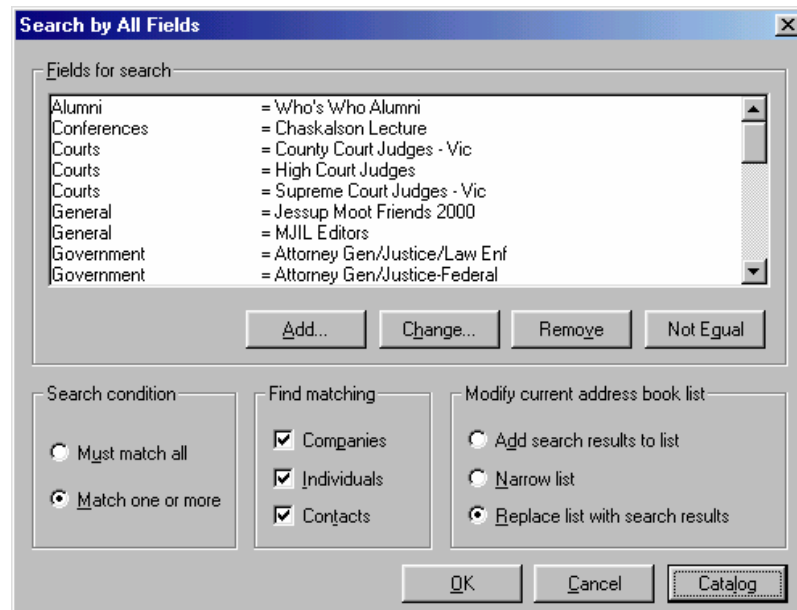 Search by All Fields
Fields for search
Alumni = Who's Who Alumni
Conferences = Chaskalson Lecture
Courts = County Court Judges - Vic
Courts = High Court Judges
Courts = Supreme Court Judges - Vic
General = Jessup Moot Friends 2000
General = MJIL Editors
Government = Attorney Gen/Justice/Law Enf
Government = Attorney Gen/Justice-Federal
Add... Change... Remove Not Equal
Search condition
Must match all
Match one or more
Find matching
Companies
Individuals
Contacts
Modify current address book list
Add search results to list
Narrow list
Replace list with search results
OK Cancel Catalog